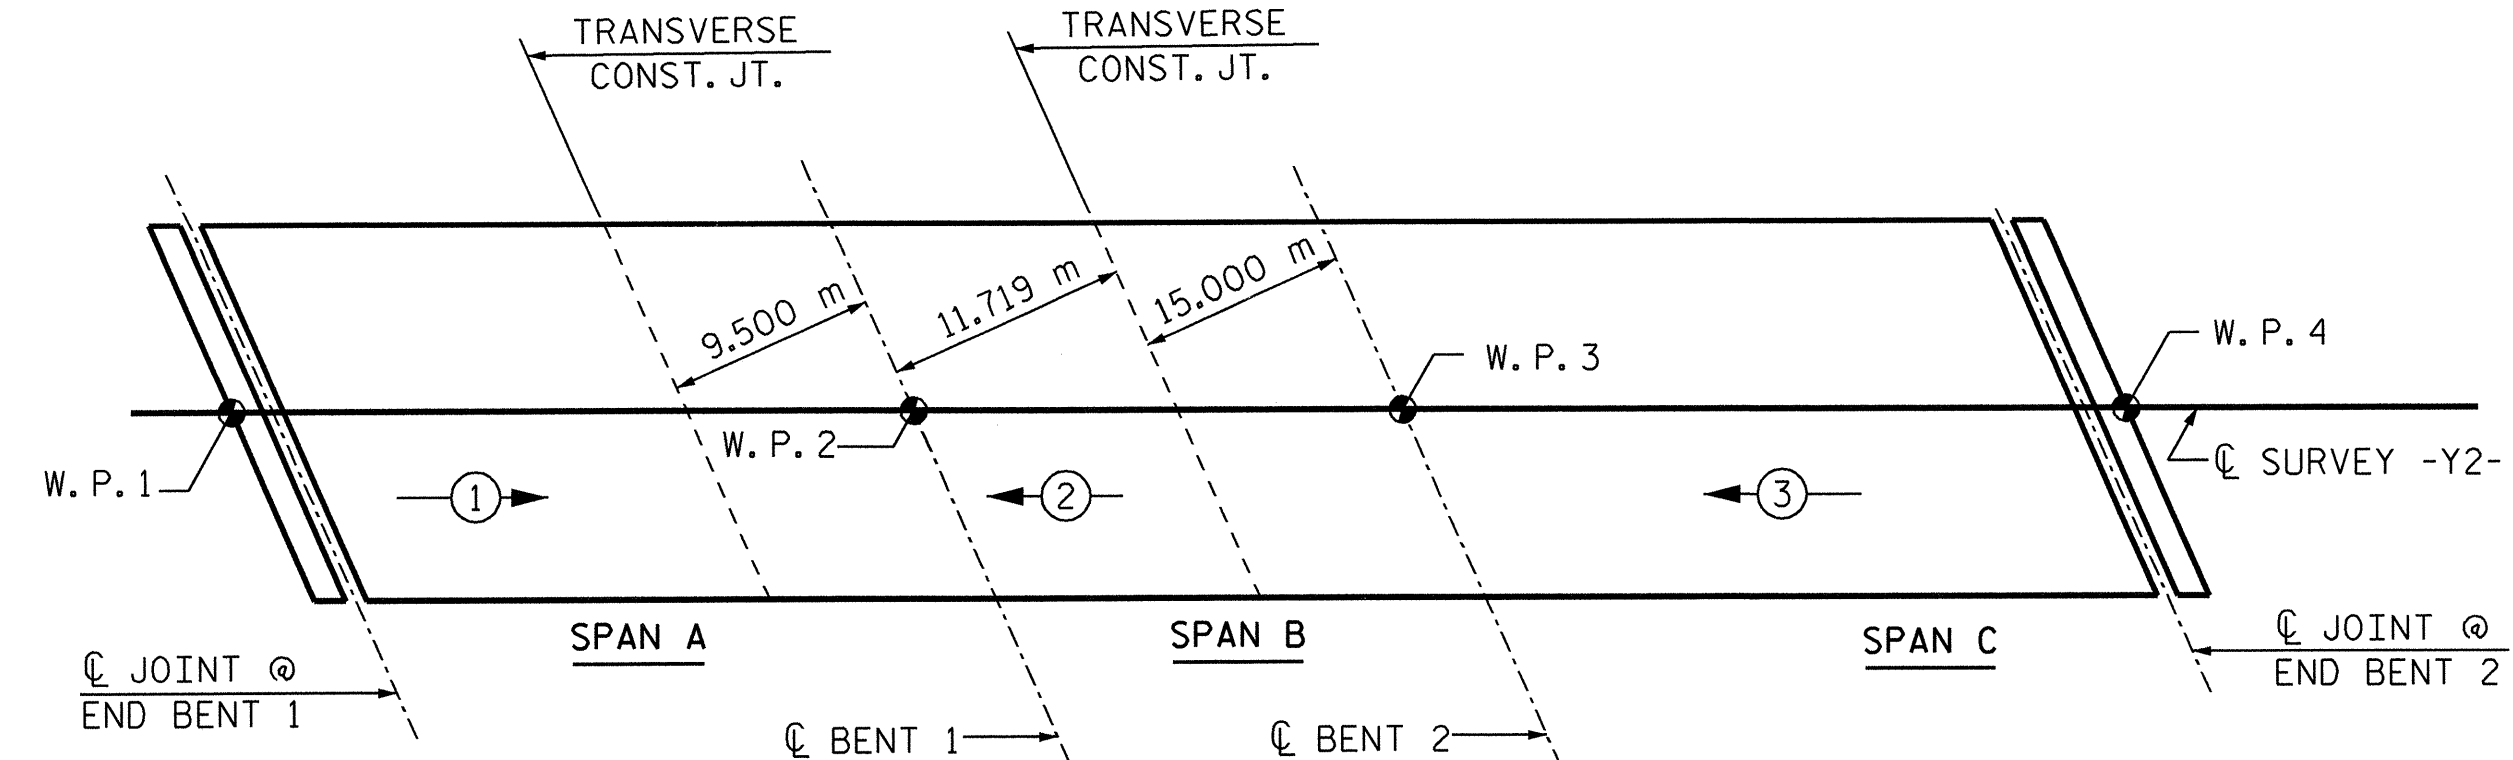 TRANSVERSE
CONST. JT.
TRANSVERSE
CONST. JT.
9.500 m
11.719 m
15.000 m
W.P.4
W.P.3
W.P.2
W.P.1
℄ SURVEY -Y2-
1
2
3
SPAN A
SPAN B
SPAN C
℄ JOINT @
END BENT 1
℄ JOINT @
END BENT 2
℄ BENT 1
℄ BENT 2